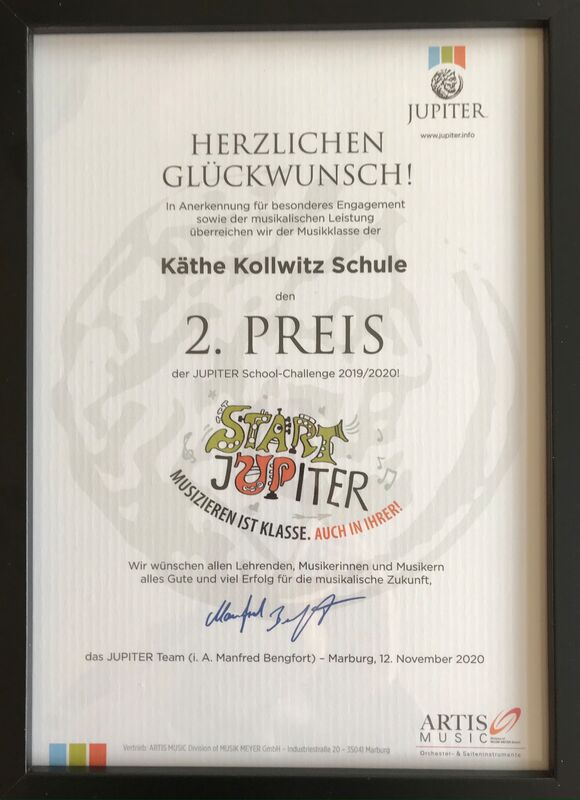 JUPITER
www.jupiter.info
HERZLICHEN
GLÜCKWUNSCH!
In Anerkennung für besonderes Engagement
sowie der musikalischen Leistung
überreichen wir der Musikklasse der
Käthe Kollwitz Schule
den
2. PREIS
der JUPITER School-Challenge 2019/2020!
START
JUPITER
MUSIZIEREN IST KLASSE. AUCH IN IHRER!
Wir wünschen allen Lehrenden, Musikerinnen und Musikern
alles Gute und viel Erfolg für die musikalische Zukunft,
Manfred Bengfort
das JUPITER Team (i. A. Manfred Bengfort) – Marburg, 12. November 2020
ARTIS
MUSIC
Orchester- & Saiteninstrumente
Vertrieb: ARTIS MUSIC Division of MUSIK MEYER GmbH – Industriestraße 20 – 35041 Marburg